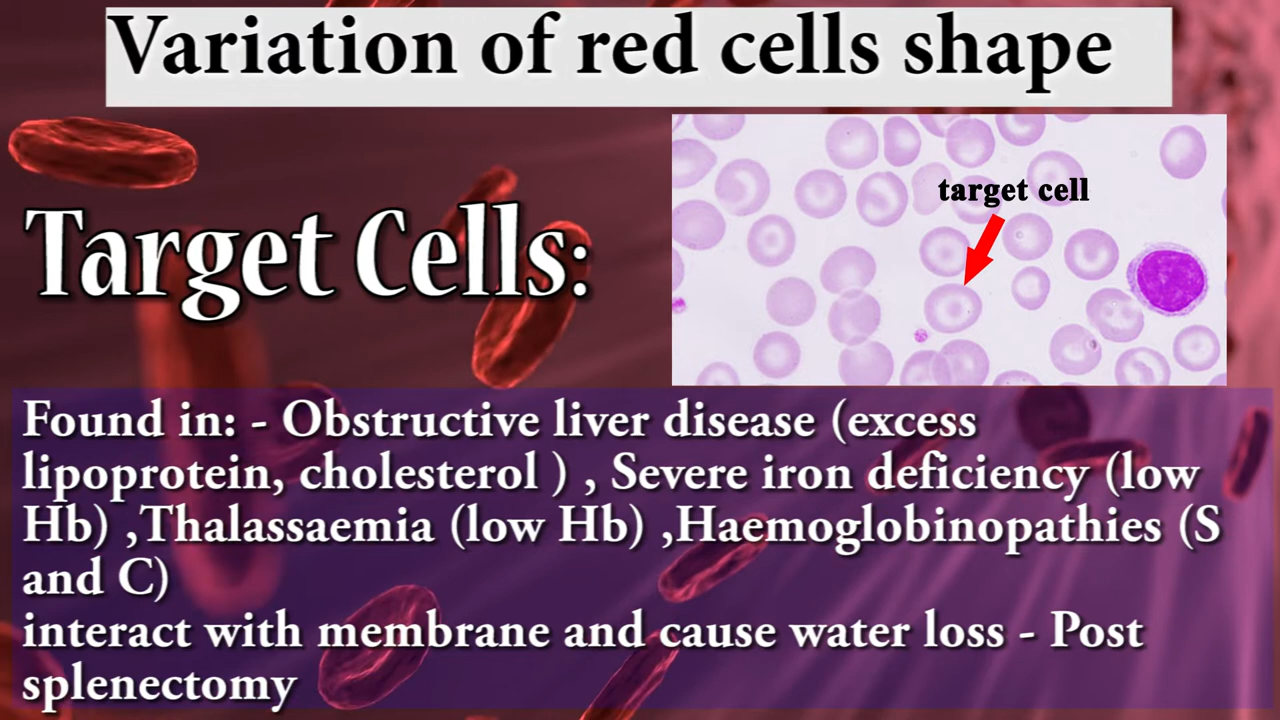 Variation of red cells shape
target cell
Target Cells:
Found in: - Obstructive liver disease (excess
lipoprotein, cholesterol ) , Severe iron deficiency (low
Hb) ,Thalassaemia (low Hb) ,Haemoglobinopathies (S
and C)
interact with membrane and cause water loss - Post
splenectomy